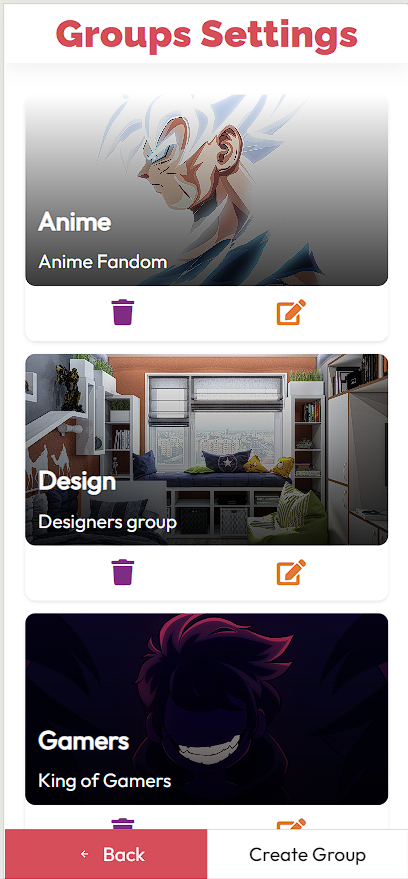 Groups Settings
Anime
Anime Fandom
Design
Designers group
Gamers
King of Gamers
← Back
Create Group